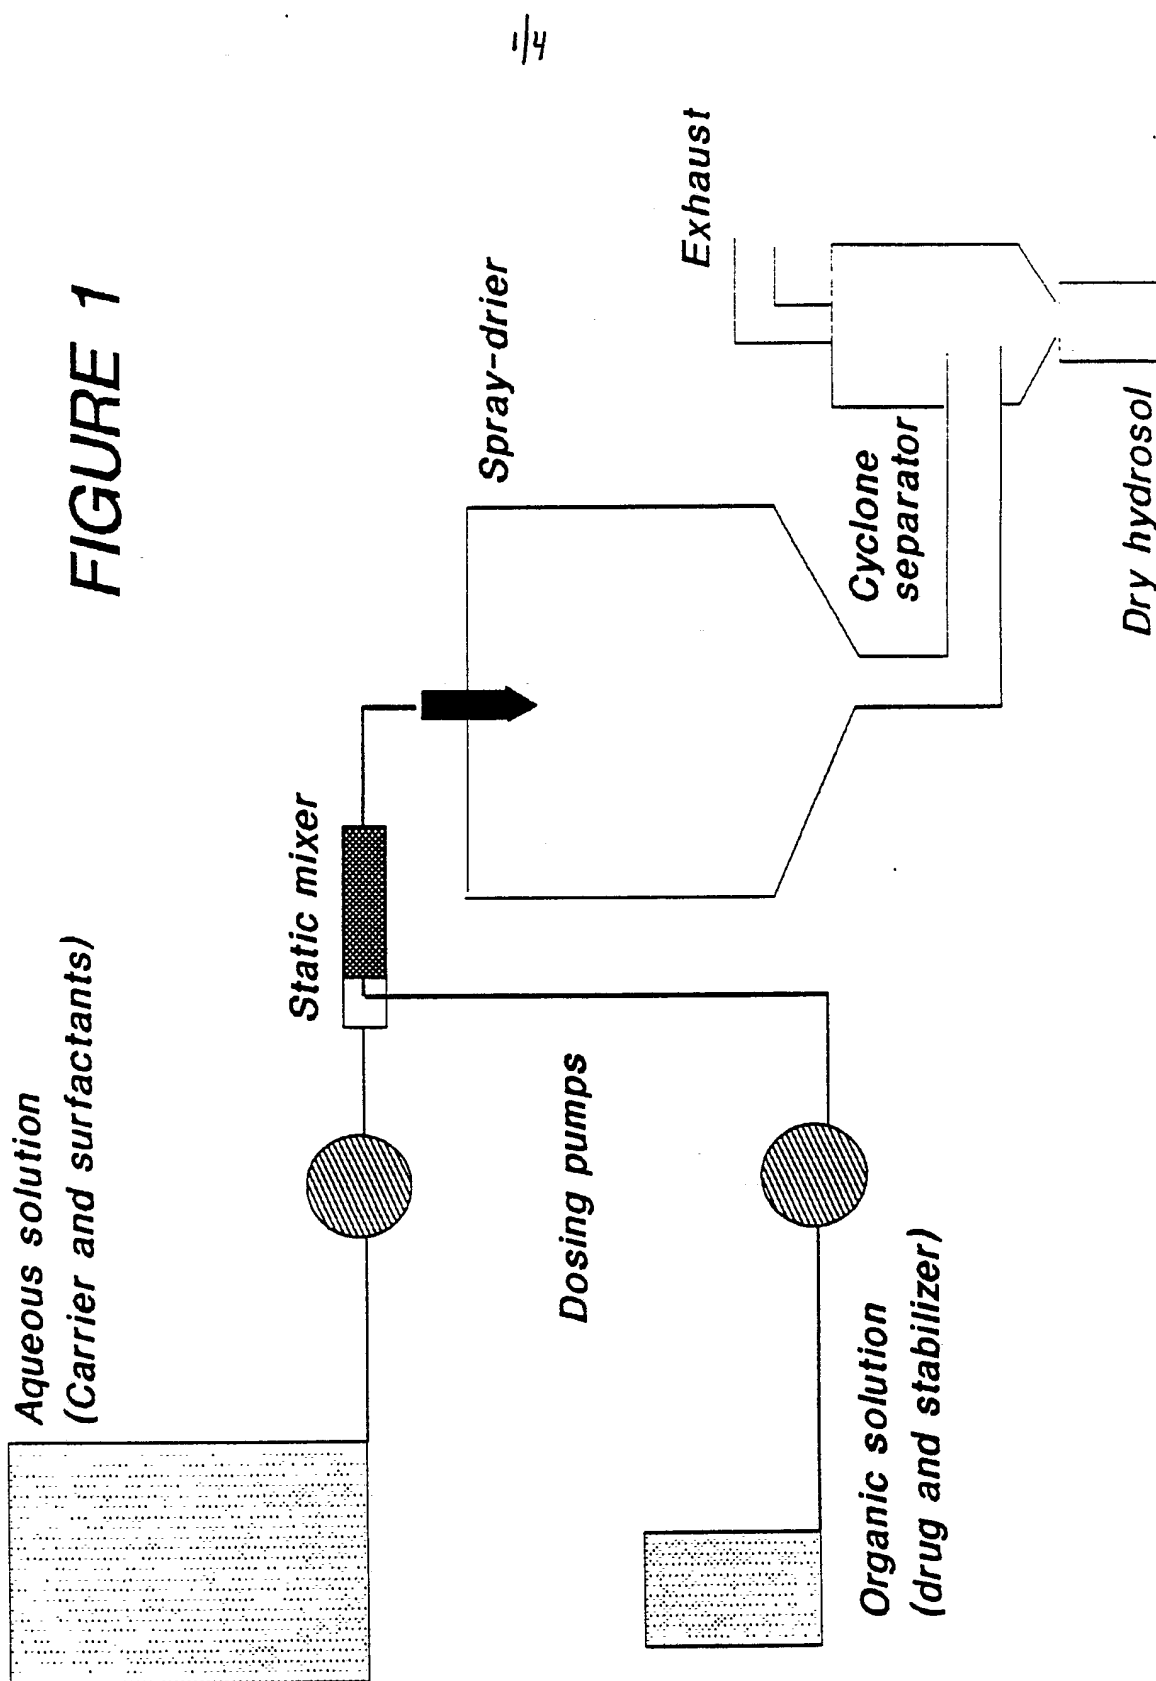 1/4
FIGURE 1
Aqueous solution
(Carrier and surfactants)
Static mixer
Spray-drier
Exhaust
Dosing pumps
Cyclone
separator
Organic solution
(drug and stabilizer)
Dry hydrosol